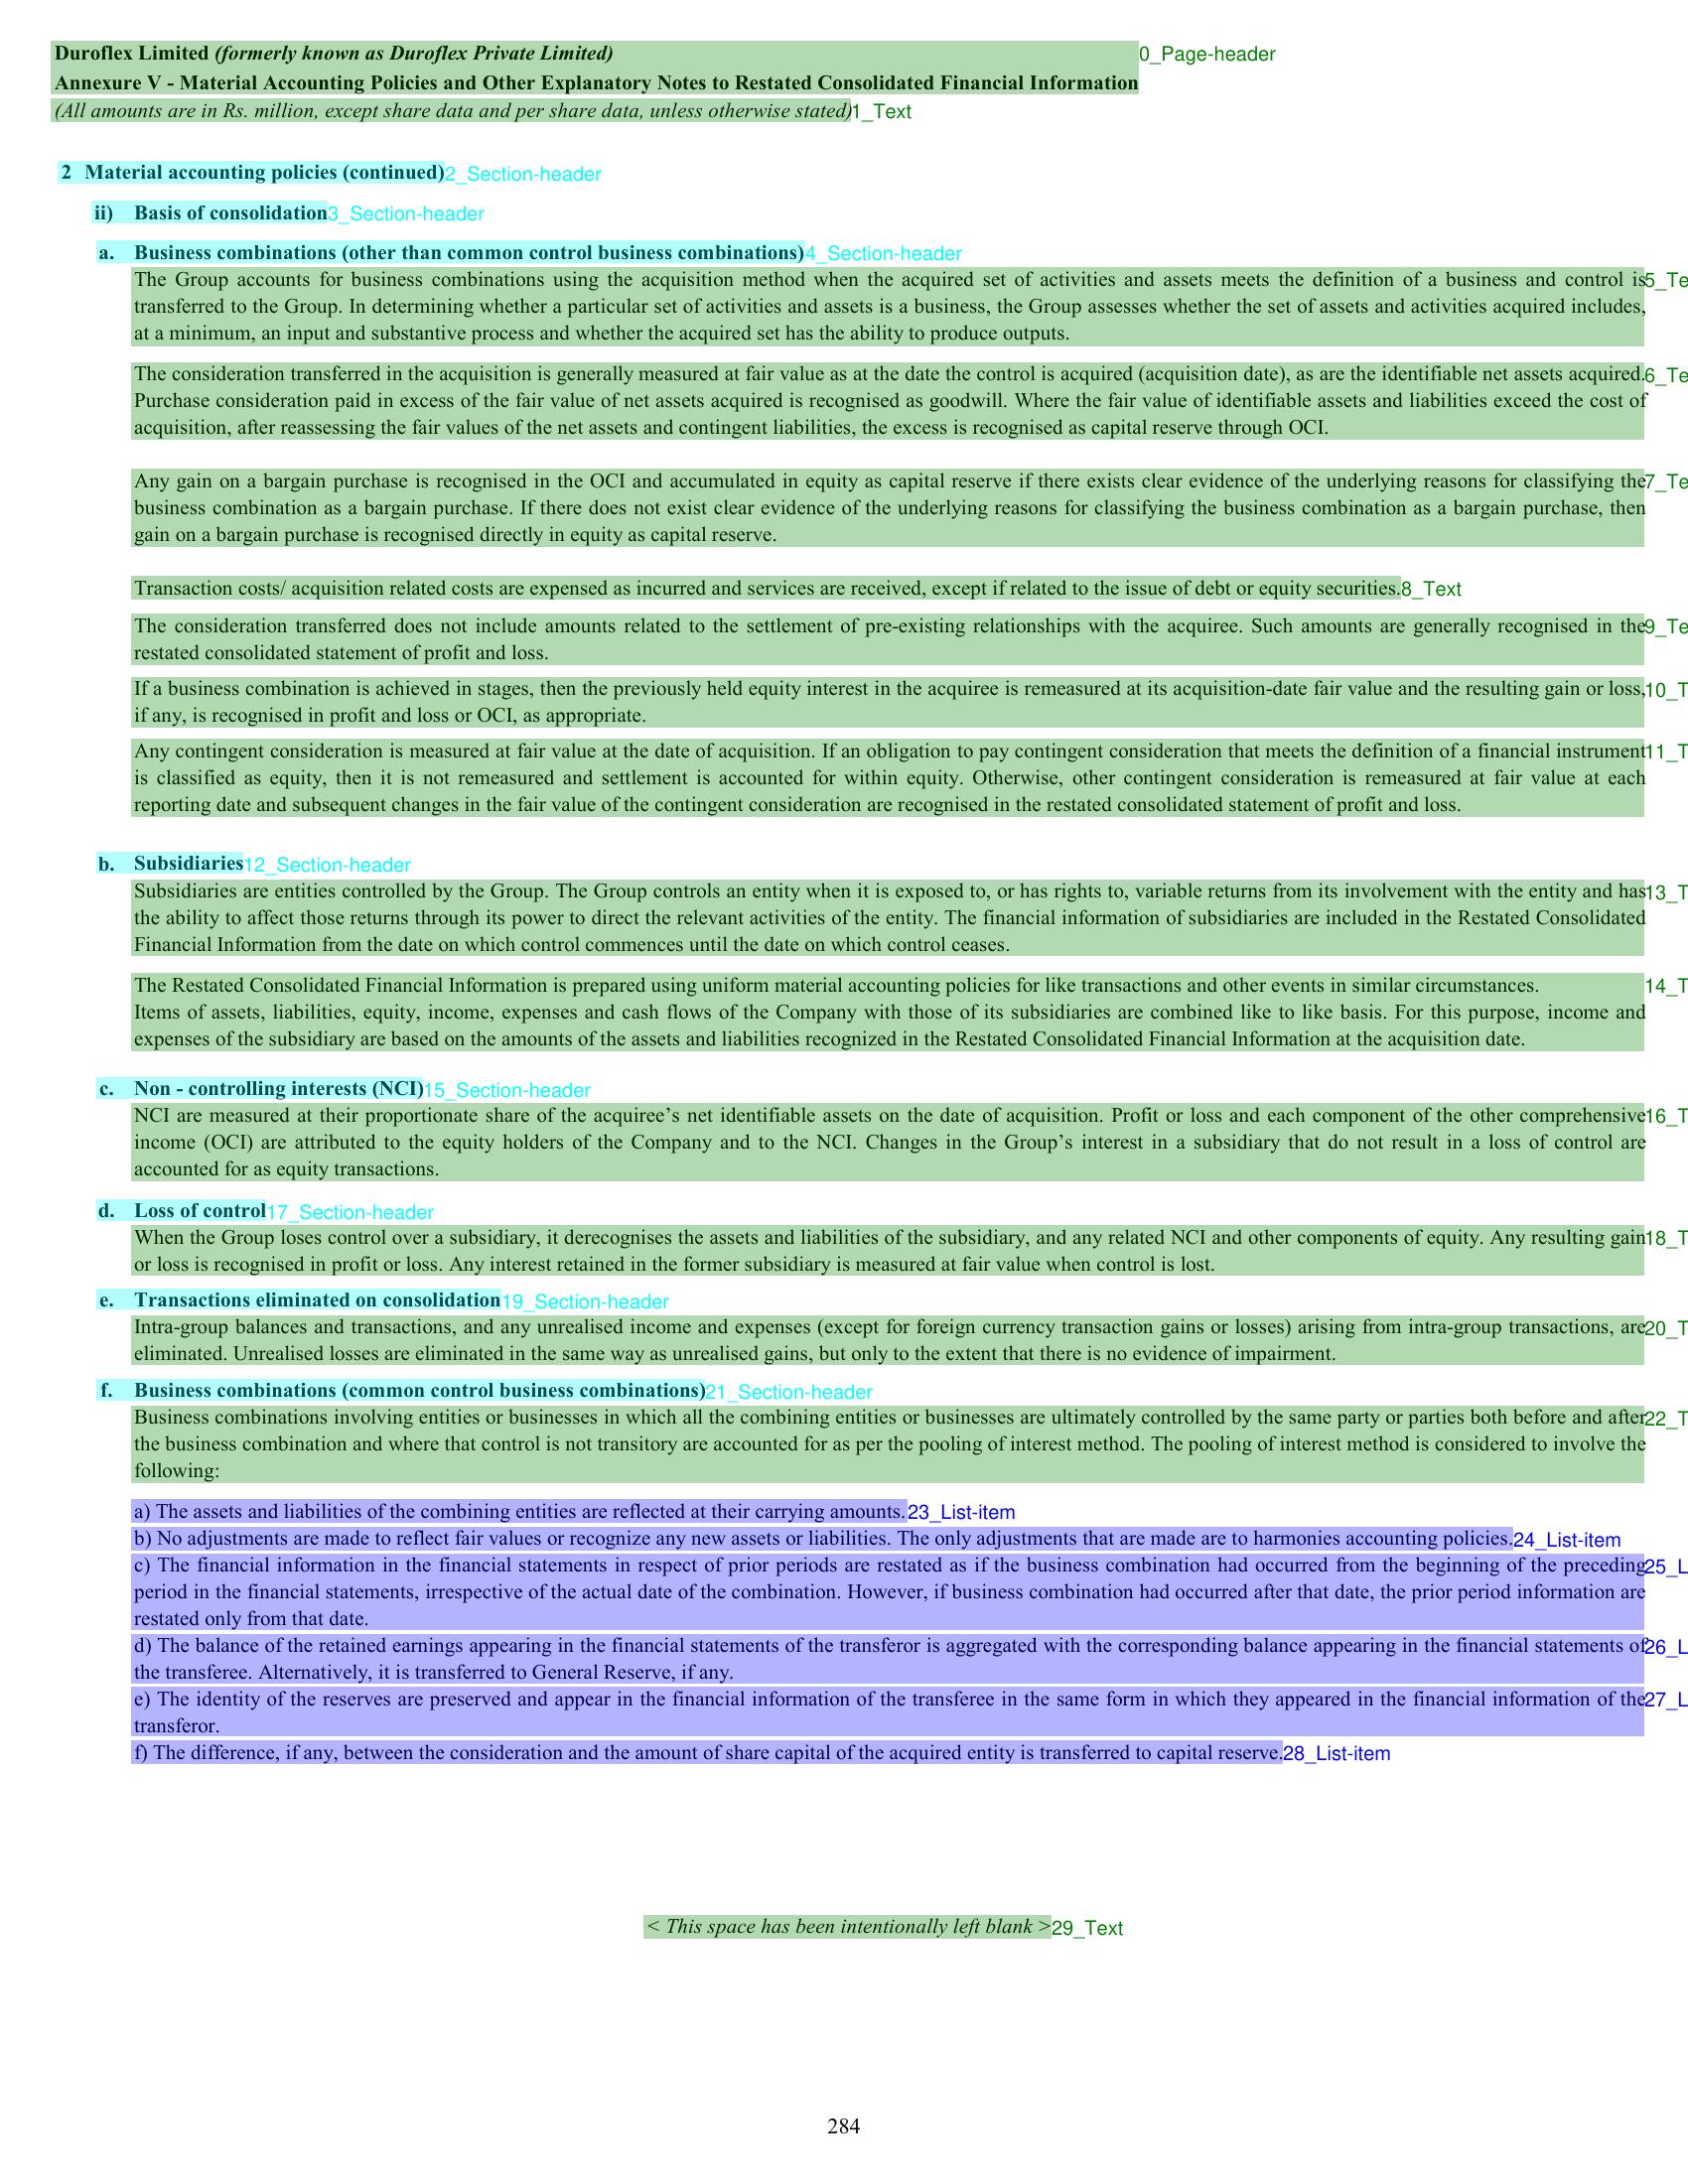 Duroflex Limited (formerly known as Duroflex Private Limited) 0_Page-header
Annexure V - Material Accounting Policies and Other Explanatory Notes to Restated Consolidated Financial Information
(All amounts are in Rs. million, except share data and per share data, unless otherwise stated) 1_Text
2 Material accounting policies (continued) 2_Section-header
ii) Basis of consolidation 3_Section-header
a. Business combinations (other than common control business combinations) 4_Section-header
The Group accounts for business combinations using the acquisition method when the acquired set of activities and assets meets the definition of a business and control is 5_Te
transferred to the Group. In determining whether a particular set of activities and assets is a business, the Group assesses whether the set of assets and activities acquired includes,
at a minimum, an input and substantive process and whether the acquired set has the ability to produce outputs.
The consideration transferred in the acquisition is generally measured at fair value as at the date the control is acquired (acquisition date), as are the identifiable net assets acquired. 6_Te
Purchase consideration paid in excess of the fair value of net assets acquired is recognised as goodwill. Where the fair value of identifiable assets and liabilities exceed the cost of
acquisition, after reassessing the fair values of the net assets and contingent liabilities, the excess is recognised as capital reserve through OCI.
Any gain on a bargain purchase is recognised in the OCI and accumulated in equity as capital reserve if there exists clear evidence of the underlying reasons for classifying the 7_Te
business combination as a bargain purchase. If there does not exist clear evidence of the underlying reasons for classifying the business combination as a bargain purchase, then
gain on a bargain purchase is recognised directly in equity as capital reserve.
Transaction costs/ acquisition related costs are expensed as incurred and services are received, except if related to the issue of debt or equity securities. 8_Text
The consideration transferred does not include amounts related to the settlement of pre-existing relationships with the acquiree. Such amounts are generally recognised in the 9_Te
restated consolidated statement of profit and loss.
If a business combination is achieved in stages, then the previously held equity interest in the acquiree is remeasured at its acquisition-date fair value and the resulting gain or loss, 10_T
if any, is recognised in profit and loss or OCI, as appropriate.
Any contingent consideration is measured at fair value at the date of acquisition. If an obligation to pay contingent consideration that meets the definition of a financial instrument 11_T
is classified as equity, then it is not remeasured and settlement is accounted for within equity. Otherwise, other contingent consideration is remeasured at fair value at each
reporting date and subsequent changes in the fair value of the contingent consideration are recognised in the restated consolidated statement of profit and loss.
b. Subsidiaries 12_Section-header
Subsidiaries are entities controlled by the Group. The Group controls an entity when it is exposed to, or has rights to, variable returns from its involvement with the entity and has 13_T
the ability to affect those returns through its power to direct the relevant activities of the entity. The financial information of subsidiaries are included in the Restated Consolidated
Financial Information from the date on which control commences until the date on which control ceases.
The Restated Consolidated Financial Information is prepared using uniform material accounting policies for like transactions and other events in similar circumstances. 14_T
Items of assets, liabilities, equity, income, expenses and cash flows of the Company with those of its subsidiaries are combined like to like basis. For this purpose, income and
expenses of the subsidiary are based on the amounts of the assets and liabilities recognized in the Restated Consolidated Financial Information at the acquisition date.
c. Non - controlling interests (NCI) 15_Section-header
NCI are measured at their proportionate share of the acquiree’s net identifiable assets on the date of acquisition. Profit or loss and each component of the other comprehensive 16_T
income (OCI) are attributed to the equity holders of the Company and to the NCI. Changes in the Group’s interest in a subsidiary that do not result in a loss of control are
accounted for as equity transactions.
d. Loss of control 17_Section-header
When the Group loses control over a subsidiary, it derecognises the assets and liabilities of the subsidiary, and any related NCI and other components of equity. Any resulting gain 18_T
or loss is recognised in profit or loss. Any interest retained in the former subsidiary is measured at fair value when control is lost.
e. Transactions eliminated on consolidation 19_Section-header
Intra-group balances and transactions, and any unrealised income and expenses (except for foreign currency transaction gains or losses) arising from intra-group transactions, are 20_T
eliminated. Unrealised losses are eliminated in the same way as unrealised gains, but only to the extent that there is no evidence of impairment.
f. Business combinations (common control business combinations) 21_Section-header
Business combinations involving entities or businesses in which all the combining entities or businesses are ultimately controlled by the same party or parties both before and after 22_T
the business combination and where that control is not transitory are accounted for as per the pooling of interest method. The pooling of interest method is considered to involve the
following:
a) The assets and liabilities of the combining entities are reflected at their carrying amounts. 23_List-item
b) No adjustments are made to reflect fair values or recognize any new assets or liabilities. The only adjustments that are made are to harmonies accounting policies. 24_List-item
c) The financial information in the financial statements in respect of prior periods are restated as if the business combination had occurred from the beginning of the preceding 25_L
period in the financial statements, irrespective of the actual date of the combination. However, if business combination had occurred after that date, the prior period information are
restated only from that date.
d) The balance of the retained earnings appearing in the financial statements of the transferor is aggregated with the corresponding balance appearing in the financial statements of 26_L
the transferee. Alternatively, it is transferred to General Reserve, if any.
e) The identity of the reserves are preserved and appear in the financial information of the transferee in the same form in which they appeared in the financial information of the 27_L
transferor.
f) The difference, if any, between the consideration and the amount of share capital of the acquired entity is transferred to capital reserve. 28_List-item
< This space has been intentionally left blank > 29_Text
284